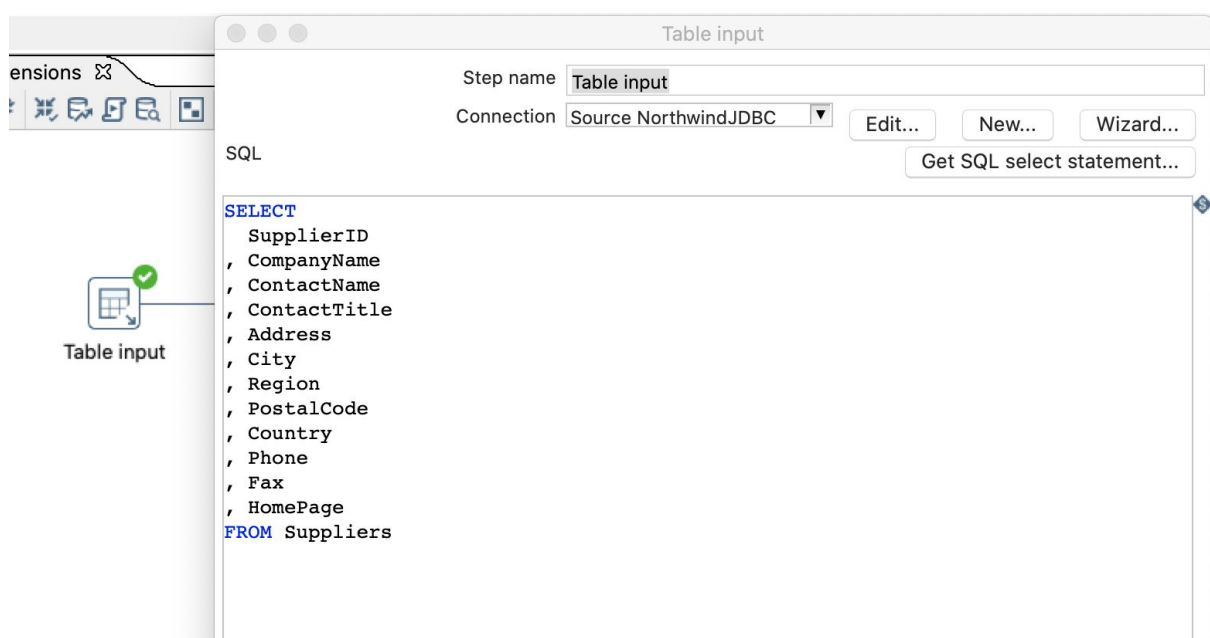 Table input
ensions
Step name Table input
Connection Source NorthwindJDBC Edit... New... Wizard...
SQL
Get SQL select statement...
SELECT
SupplierID
, CompanyName
, ContactName
, ContactTitle
, Address
, City
, Region
, PostalCode
, Country
, Phone
, Fax
, HomePage
FROM Suppliers
Table input